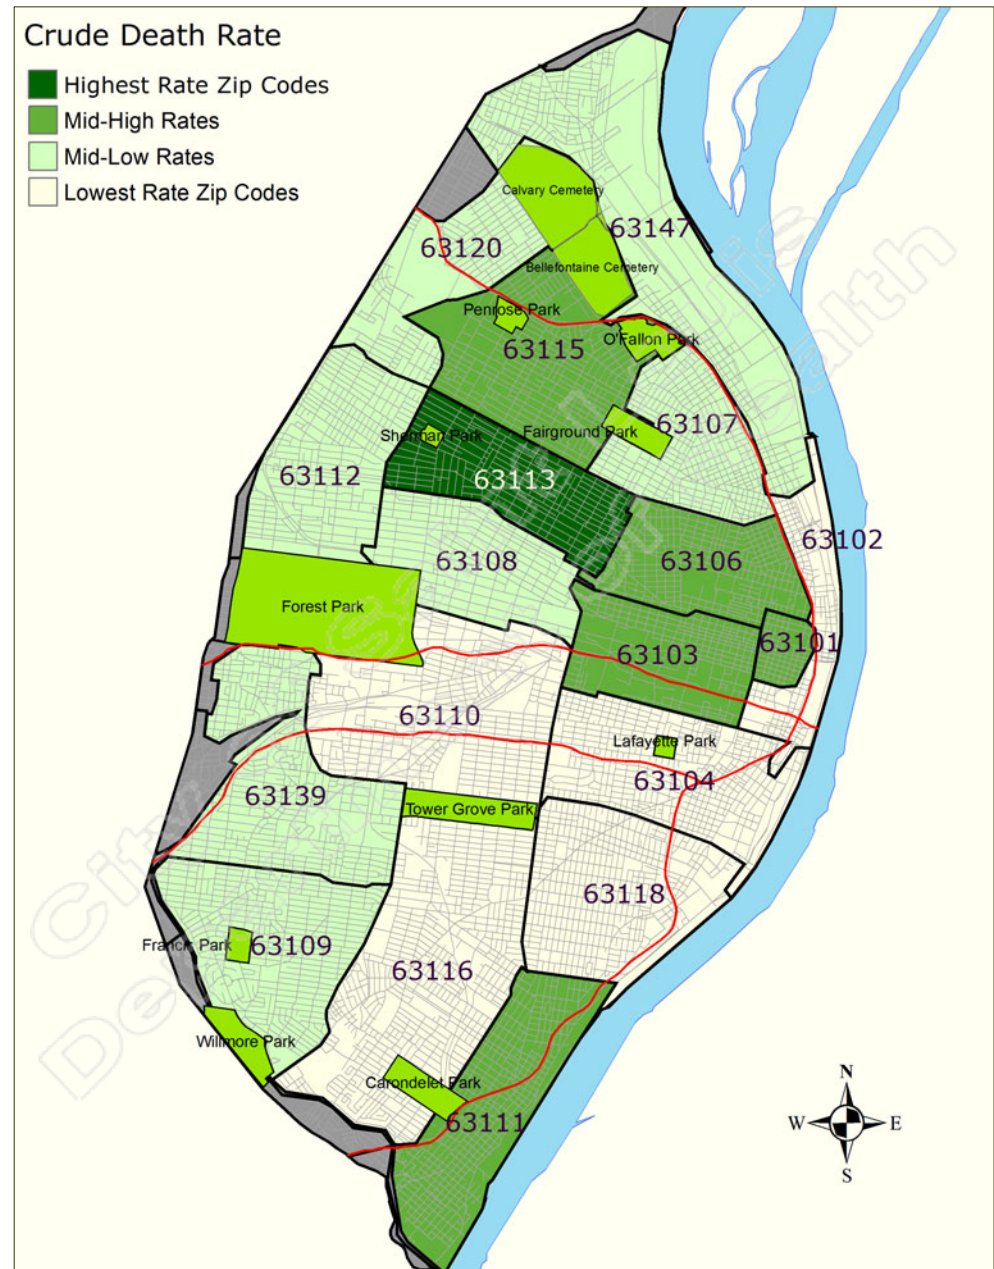 Crude Death Rate
Highest Rate Zip Codes
Mid-High Rates
Mid-Low Rates
Lowest Rate Zip Codes
Calvary Cemetery
63147
63120
Bellefontaine Cemetery
Penrose Park
O'Fallon Park
63115
63107
Fairground Park
Sherman Park
63112
63113
63102
63108
63106
Forest Park
63101
63103
63110
Lafayette Park
63104
63139
Tower Grove Park
63118
Francis Park
63109
63116
Willmore Park
Carondelet Park
63111
N
W
E
S